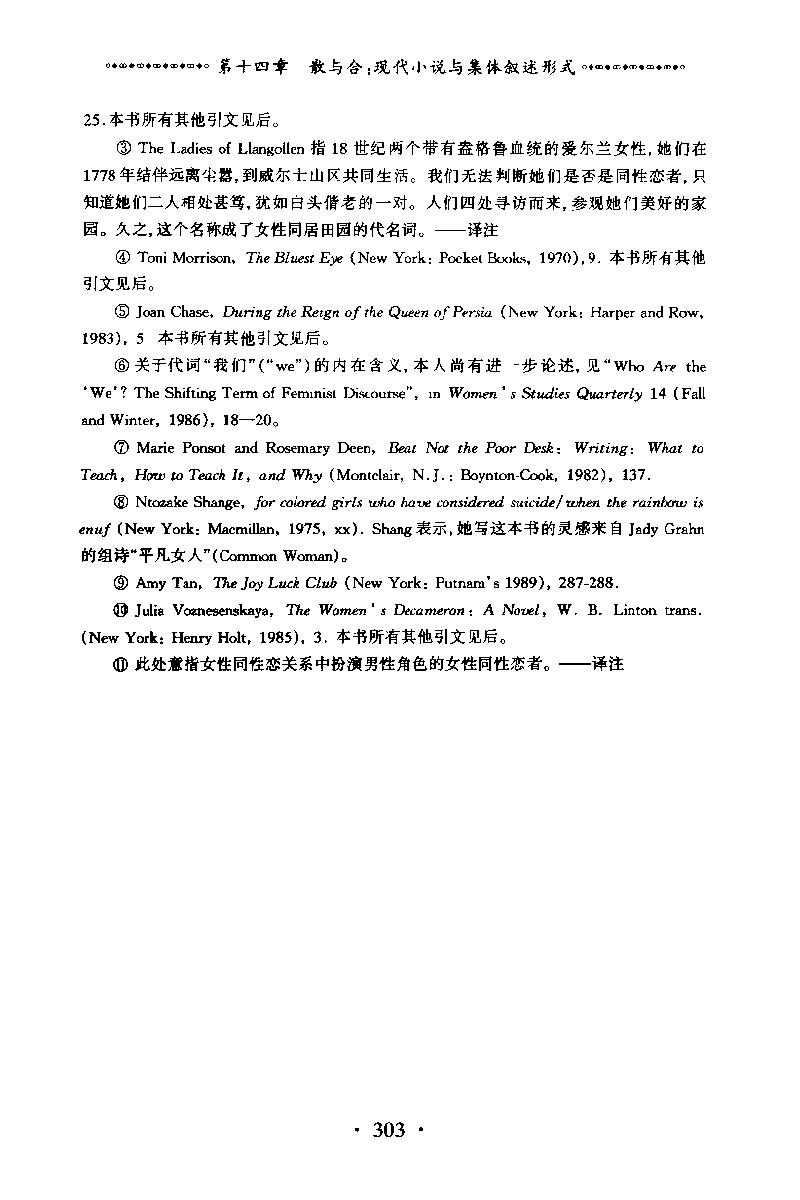 第十四章 散与合:现代小说与集体叙述形式
25.本书所有其他引文见后。
③ The Ladies of Llangollen 指 18 世纪两个带有盎格鲁血统的爱尔兰女性,她们在
1778年结伴远离尘嚣,到威尔士山区共同生活。我们无法判断她们是否是同性恋者,只
知道她们二人相处甚笃,犹如白头偕老的一对。人们四处寻访而来,参观她们美好的家
园。久之,这个名称成了女性同居田园的代名词。——译注
④ Toni Morrison, The Bluest Eye (New York: Pocket Books, 1970),9. 本书所有其他
引文见后。
⑤ Joan Chase, During the Reign of the Queen of Persia (New York: Harper and Row,
1983), 5 本书所有其他引文见后。
⑥ 关于代词“我们”(“we”)的内在含义,本人尚有进一步论述,见“Who Are the
‘We’? The Shifting Term of Feminist Discourse”, in Women's Studies Quarterly 14 (Fall
and Winter, 1986), 18—20。
⑦ Marie Ponsot and Rosemary Deen, Beat Not the Poor Desk: Writing: What to
Teach, How to Teach It, and Why (Montclair, N.J.: Boynton-Cook, 1982), 137.
⑧ Ntozake Shange, for colored girls who have considered suicide/when the rainbow is
enuf (New York: Macmillan, 1975, xx). Shang表示,她写这本书的灵感来自 Jady Grahn
的组诗“平凡女人”(Common Woman)。
⑨ Amy Tan, The Joy Luck Club (New York: Putnam's 1989), 287-288.
⑩ Julia Voznesenskaya, The Women's Decameron: A Novel, W. B. Linton trans.
(New York: Henry Holt, 1985), 3. 本书所有其他引文见后。
⑪ 此处意指女性同性恋关系中扮演男性角色的女性同性恋者。——译注
· 303 ·